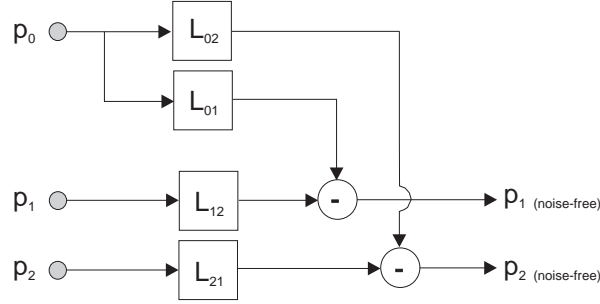 p₀ L₀₂
L₀₁
p₁ L₁₂ - p₁ (noise-free)
p₂ L₂₁ - p₂ (noise-free)